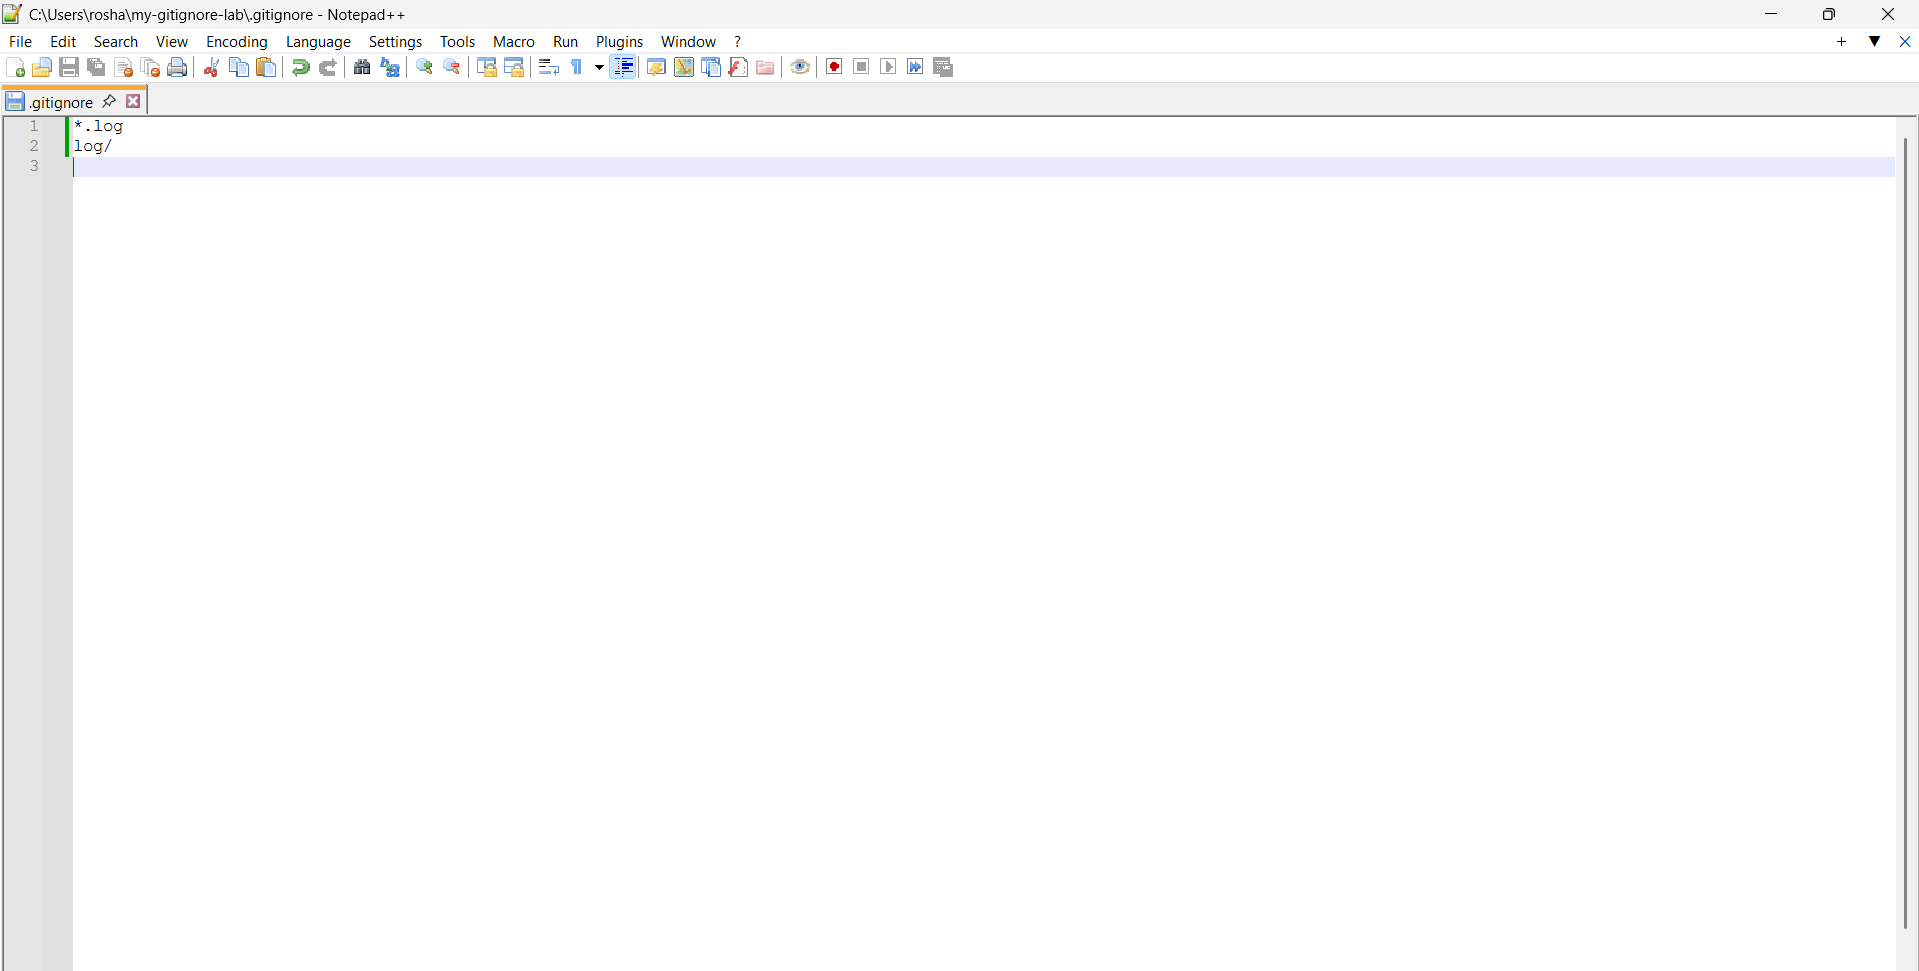 C:\Users\rosha\my-gitignore-lab\.gitignore - Notepad++
File Edit Search View Encoding Language Settings Tools Macro Run Plugins Window ?
.gitignore
1 *.log
2 log/
3